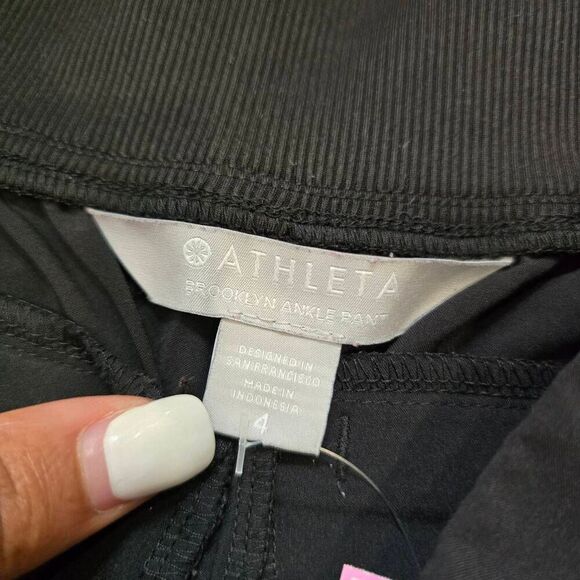 ATHLETA
BROOKLYN ANKLE PANT
DESIGNED IN
SAN FRANCISCO
MADE IN
INDONESIA
4